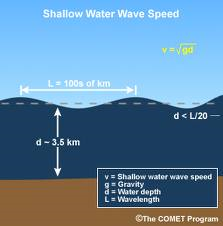 Shallow Water Wave Speed
v = √gd
L = 100s of km
d < L/20
d ~ 3.5 km
v = Shallow water wave speed
g = Gravity
d = Water depth
L = Wavelength
©The COMET Program